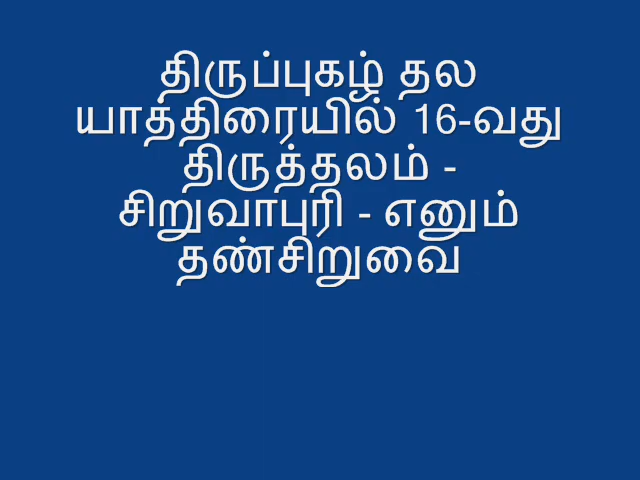 திருப்புகழ் தல
யாத்திரையில் 16-வது
திருத்தலம் -
சிறுவாபுரி - எனும்
தண்சிறுவை